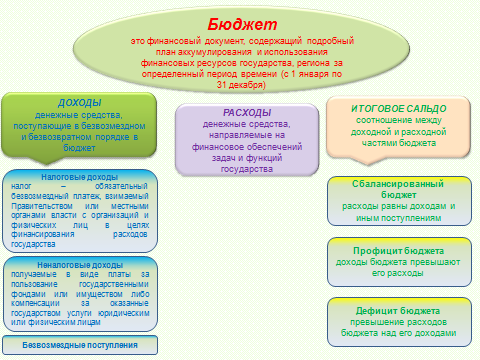 Бюджет
это финансовый документ, содержащий подробный
план аккумулирования и использования
финансовых ресурсов государства, региона за
определенный период времени (с 1 января по
31 декабря)
ДОХОДЫ
денежные средства,
поступающие в безвозмездном
и безвозвратном порядке в
бюджет
РАСХОДЫ
денежные средства,
направляемые на
финансовое обеспечений
задач и функций
государства
ИТОГОВОЕ САЛЬДО
соотношение между
доходной и расходной
частями бюджета
Налоговые доходы
налог – обязательный
безвозмездный платеж, взимаемый
Правительством или местными
органами власти с организаций и
физических лиц в целях
финансирования расходов
государства
Неналоговые доходы
получаемые в виде платы за
пользование государственными
фондами или имуществом либо
компенсации за оказанные
государством услуги юридическим
или физическим лицам
Безвозмездные поступления
Сбалансированный
бюджет
расходы равны доходам и
иным поступлениям
Профицит бюджета
доходы бюджета превышают
его расходы
Дефицит бюджета
превышение расходов
бюджета над его доходами